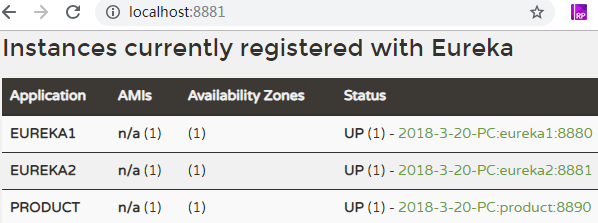 localhost:8881
RP
Instances currently registered with Eureka
Application AMIs Availability Zones Status
EUREKA1 n/a (1) (1) UP (1) - 2018-3-20-PC:eureka1:8880
EUREKA2 n/a (1) (1) UP (1) - 2018-3-20-PC:eureka2:8881
PRODUCT n/a (1) (1) UP (1) - 2018-3-20-PC:product:8890